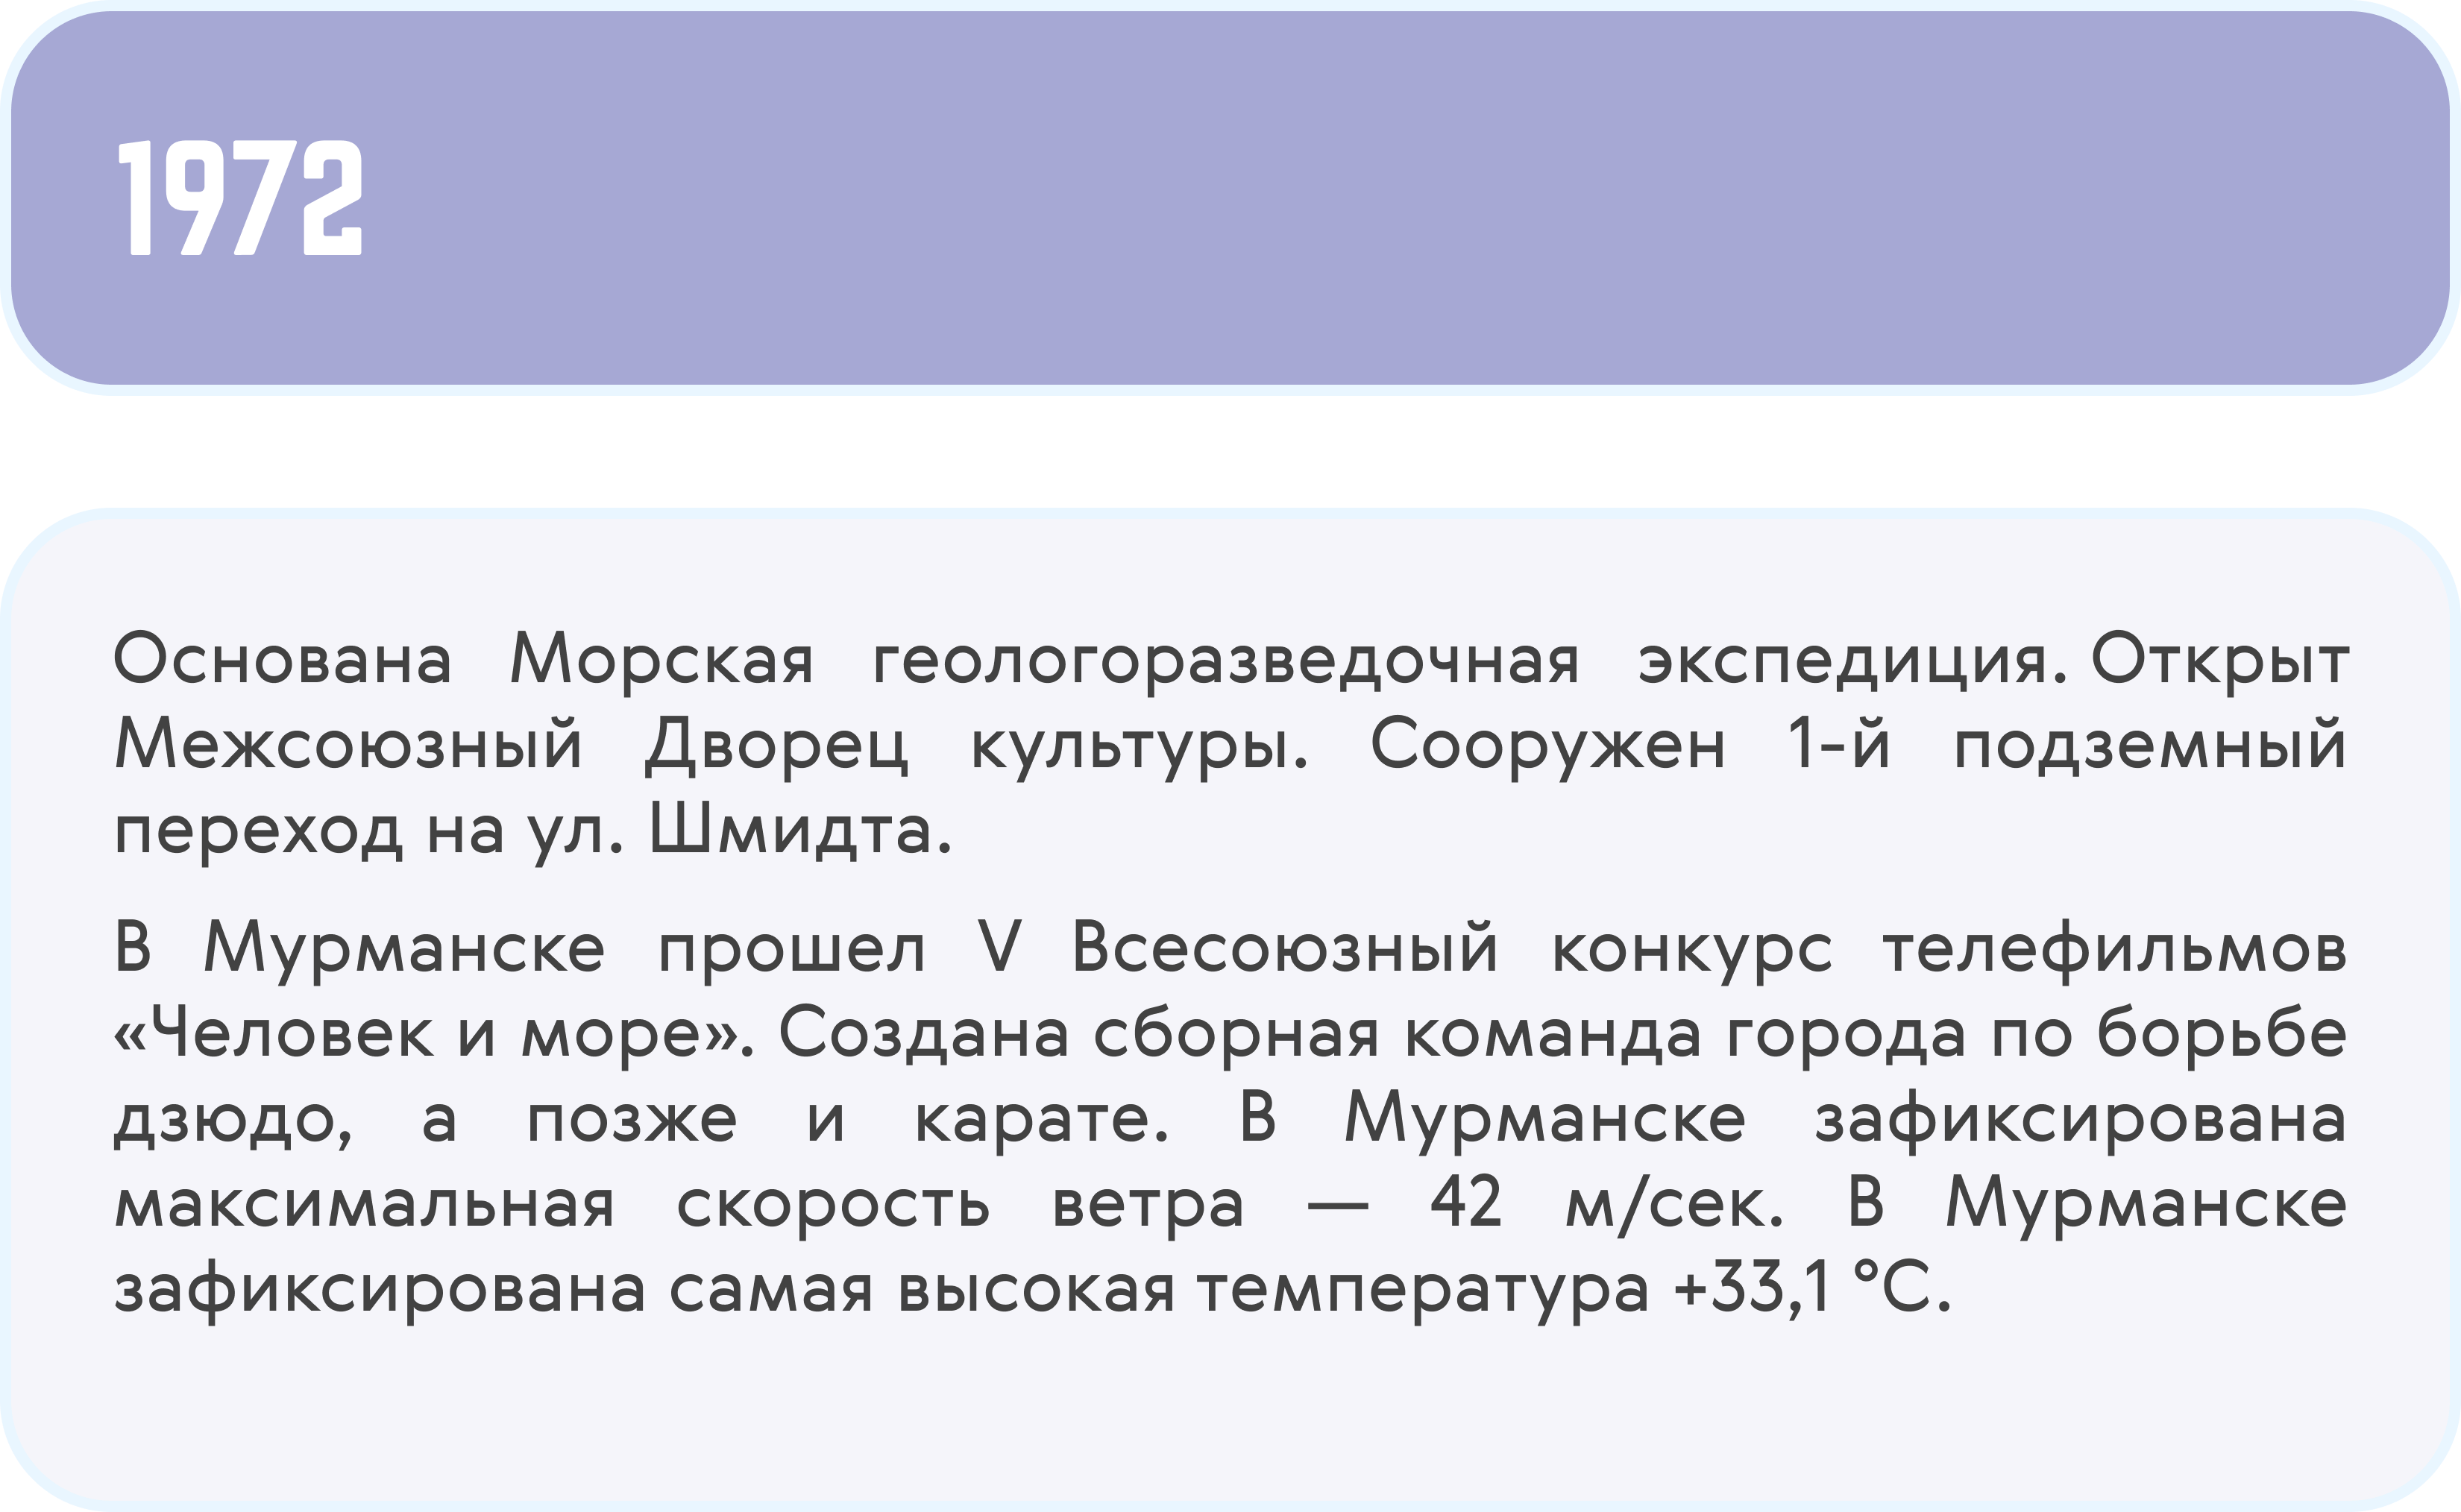 1972
Основана Морская геологоразведочная экспедиция. Открыт
Межсоюзный Дворец культуры. Сооружен 1-й подземный
переход на ул. Шмидта.
В Мурманске прошел V Всесоюзный конкурс телефильмов
«Человек и море». Создана сборная команда города по борьбе
дзюдо, а позже и карате. В Мурманске зафиксирована
максимальная скорость ветра — 42 м/сек. В Мурманске
зафиксирована самая высокая температура +33,1 °С.